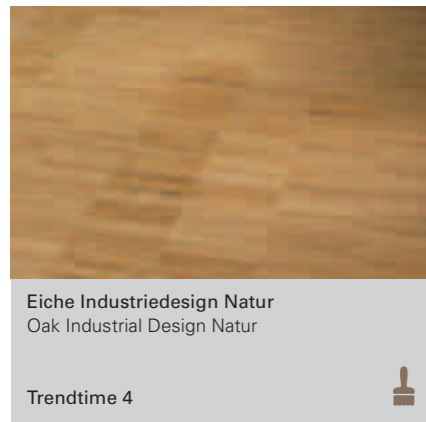 Eiche Industriedesign Natur
Oak Industrial Design Natur
Trendtime 4